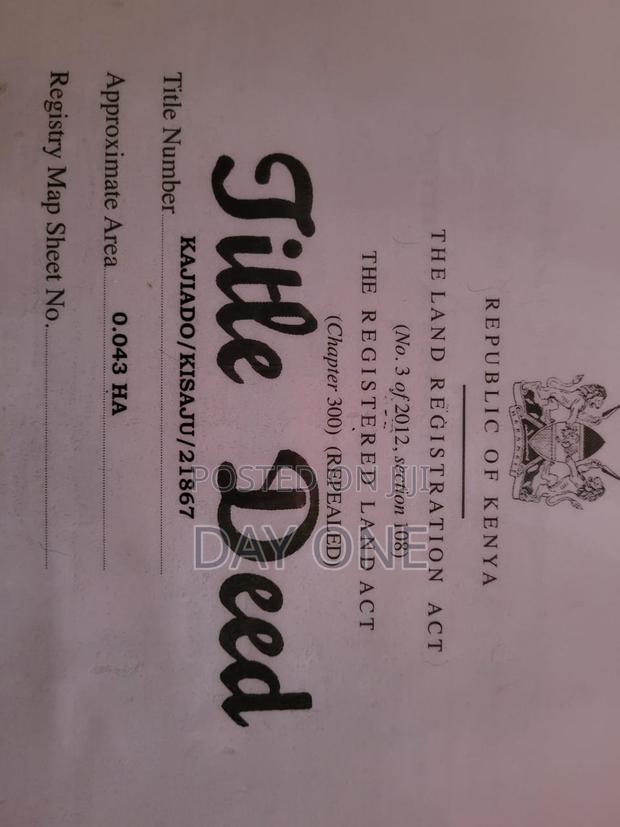 REPUBLIC OF KENYA
THE LAND REGISTRATION ACT
(No. 3 of 2012, section 108)
THE REGISTERED LAND ACT
(Chapter 300) (REPEALED)
Title Deed
Title Number KAJIADO/KISAJU/21867
Approximate Area 0.043 HA
Registry Map Sheet No.
POSTED ON JIJI
DAY ONE